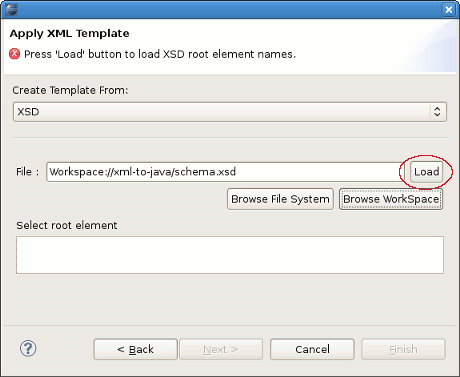 Apply XML Template
Press 'Load' button to load XSD root element names.
Create Template From:
XSD
File : Workspace://xml-to-java/schema.xsd Load
Browse File System Browse WorkSpace
Select root element
? < Back Next > Cancel Finish